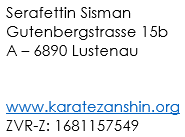 Serafettin Sisman
Gutenbergstrasse 15b
A – 6890 Lustenau
www.karatezanshin.org
ZVR-Z: 1681157549